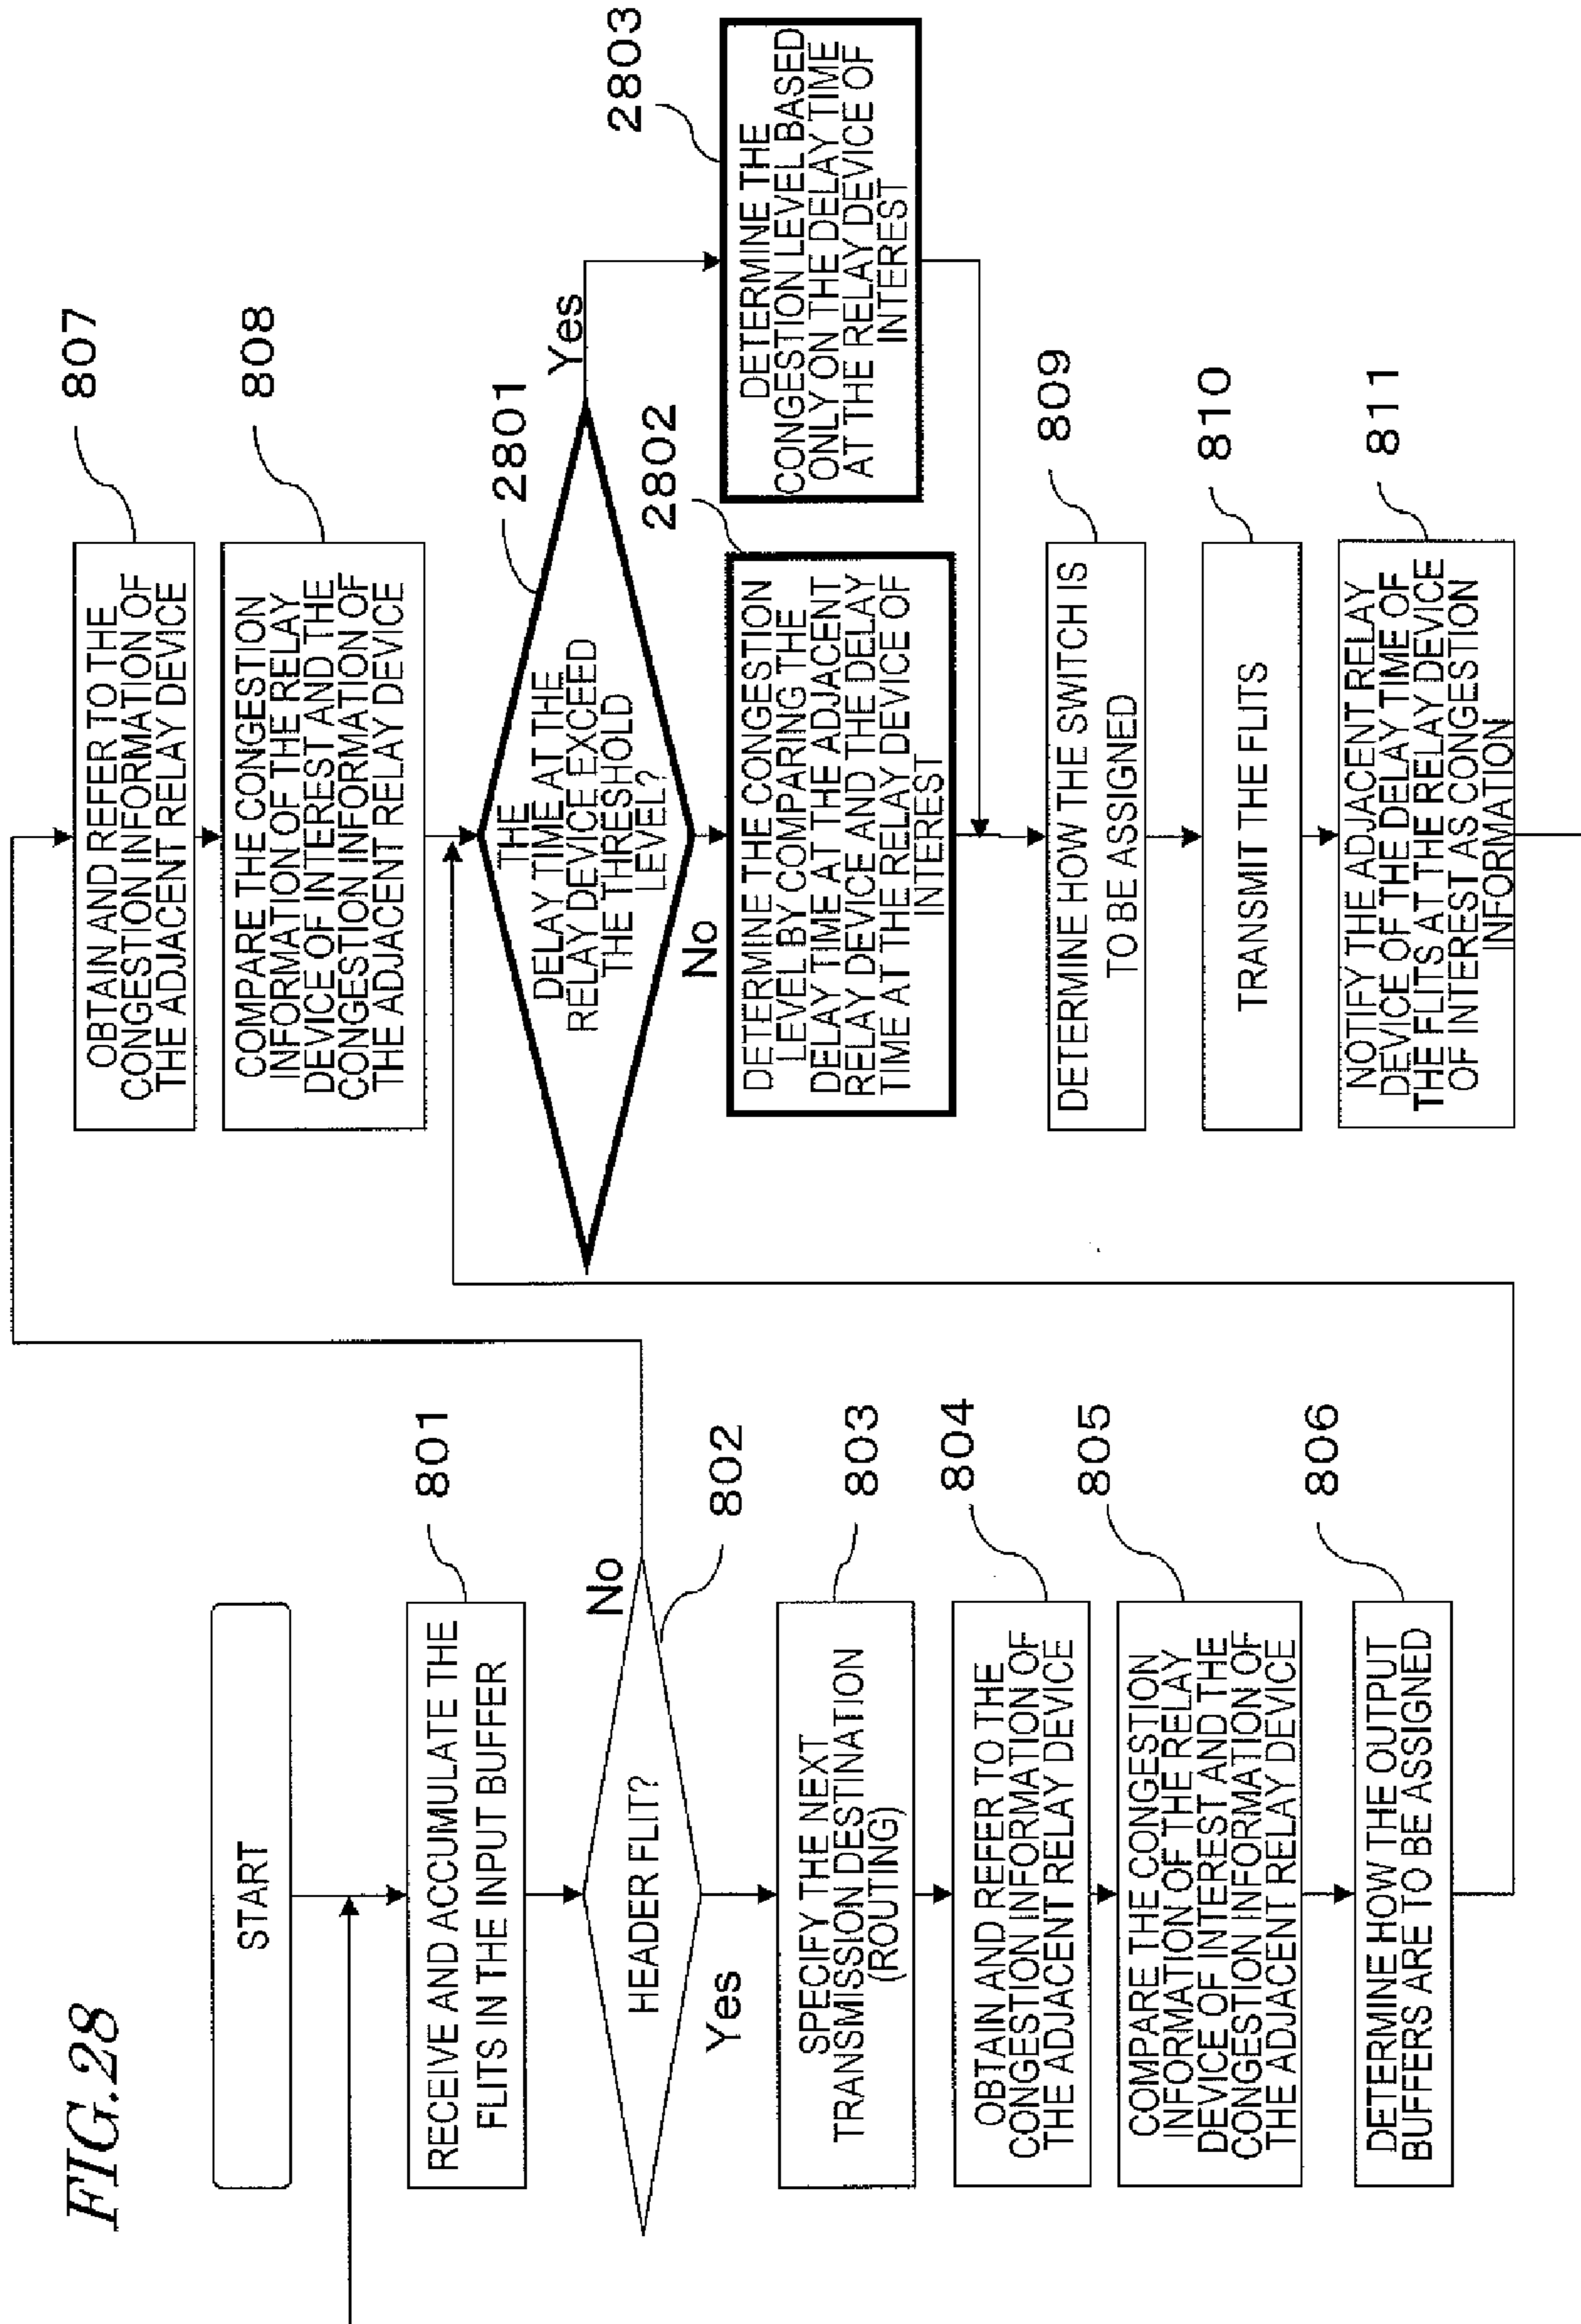 FIG.28
START
RECEIVE AND ACCUMULATE THE
FLITS IN THE INPUT BUFFER
801
HEADER FLIT?
802
No
Yes
SPECIFY THE NEXT
TRANSMISSION DESTINATION
(ROUTING)
803
OBTAIN AND REFER TO THE
CONGESTION INFORMATION OF
THE ADJACENT RELAY DEVICE
804
COMPARE THE CONGESTION
INFORMATION OF THE RELAY
DEVICE OF INTEREST AND THE
CONGESTION INFORMATION OF
THE ADJACENT RELAY DEVICE
805
DETERMINE HOW THE OUTPUT
BUFFERS ARE TO BE ASSIGNED
806
OBTAIN AND REFER TO THE
CONGESTION INFORMATION OF
THE ADJACENT RELAY DEVICE
807
COMPARE THE CONGESTION
INFORMATION OF THE RELAY
DEVICE OF INTEREST AND THE
CONGESTION INFORMATION OF
THE ADJACENT RELAY DEVICE
808
THE
DELAY TIME AT THE
RELAY DEVICE EXCEED
THE THRESHOLD
LEVEL?
2801
Yes
No
DETERMINE THE CONGESTION
LEVEL BY COMPARING THE
DELAY TIME AT THE ADJACENT
RELAY DEVICE AND THE DELAY
TIME AT THE RELAY DEVICE OF
INTEREST
2802
DETERMINE THE
CONGESTION LEVEL BASED
ONLY ON THE DELAY TIME
AT THE RELAY DEVICE OF
INTEREST
2803
DETERMINE HOW THE SWITCH IS
TO BE ASSIGNED
809
TRANSMIT THE FLITS
810
NOTIFY THE ADJACENT RELAY
DEVICE OF THE DELAY TIME OF
THE FLITS AT THE RELAY DEVICE
OF INTEREST AS CONGESTION
INFORMATION
811